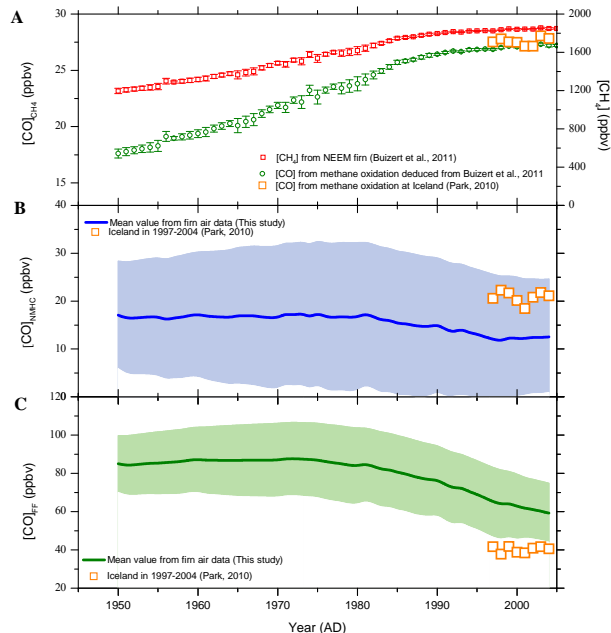 A
30
27
24
21
18
15
[CO]CH4 (ppbv)
2000
1600
1200
800
400
0
[CH4] (ppbv)
[CH4] from NEEM firn (Buizert et al., 2011)
[CO] from methane oxidation deduced from Buizert et al., 2011
[CO] from methane oxidation at Iceland (Park, 2010)
B
40
30
20
10
[CO]NMHC (ppbv)
Mean value from firn air data (This study)
Iceland in 1997-2004 (Park, 2010)
C
120
100
80
60
40
20
[CO]FF (ppbv)
Mean value from firn air data (This study)
Iceland in 1997-2004 (Park, 2010)
1950 1960 1970 1980 1990 2000
Year (AD)